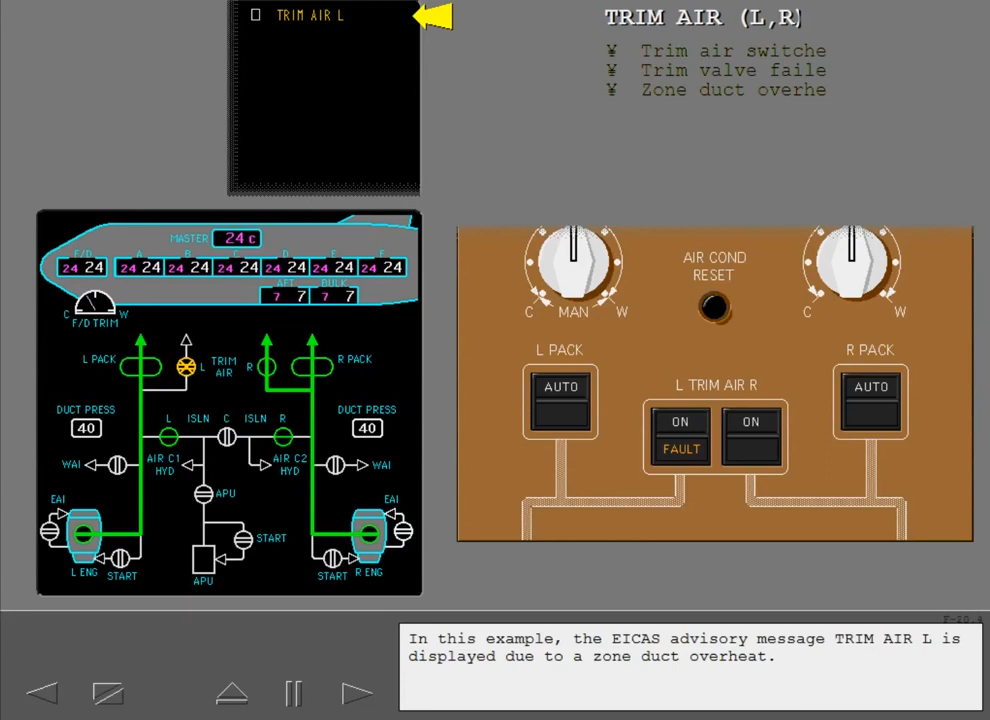 TRIM AIR L
TRIM AIR (L,R)
¥ Trim air switche
¥ Trim valve faile
¥ Zone duct overhe
MASTER 24 c
F/D A B C D E F
24 24 24 24 24 24 24 24 24 24 24 24 24 24
AFT BULK
7 7 7 7
C W
F/D TRIM
L PACK L TRIM AIR R R PACK
DUCT PRESS DUCT PRESS
40 40
L ISLN C ISLN R
WAI AIR C1 HYD AIR C2 HYD WAI
APU
EAI EAI
START
L ENG START APU START R ENG
AIR COND
RESET
C MAN W C W
L PACK R PACK
AUTO AUTO
L TRIM AIR R
ON ON
FAULT
In this example, the EICAS advisory message TRIM AIR L is
displayed due to a zone duct overheat.